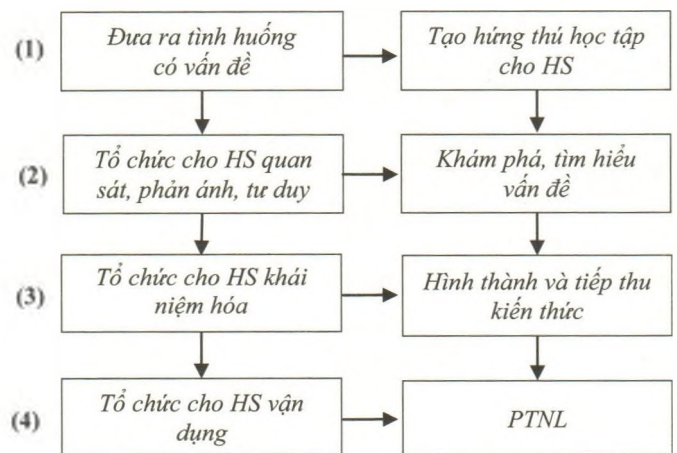 (1)
Đưa ra tình huống
có vấn đề
Tạo hứng thú học tập
cho HS
(2)
Tổ chức cho HS quan
sát, phản ánh, tư duy
Khám phá, tìm hiểu
vấn đề
(3)
Tổ chức cho HS khái
niệm hóa
Hình thành và tiếp thu
kiến thức
(4)
Tổ chức cho HS vận
dụng
PTNL